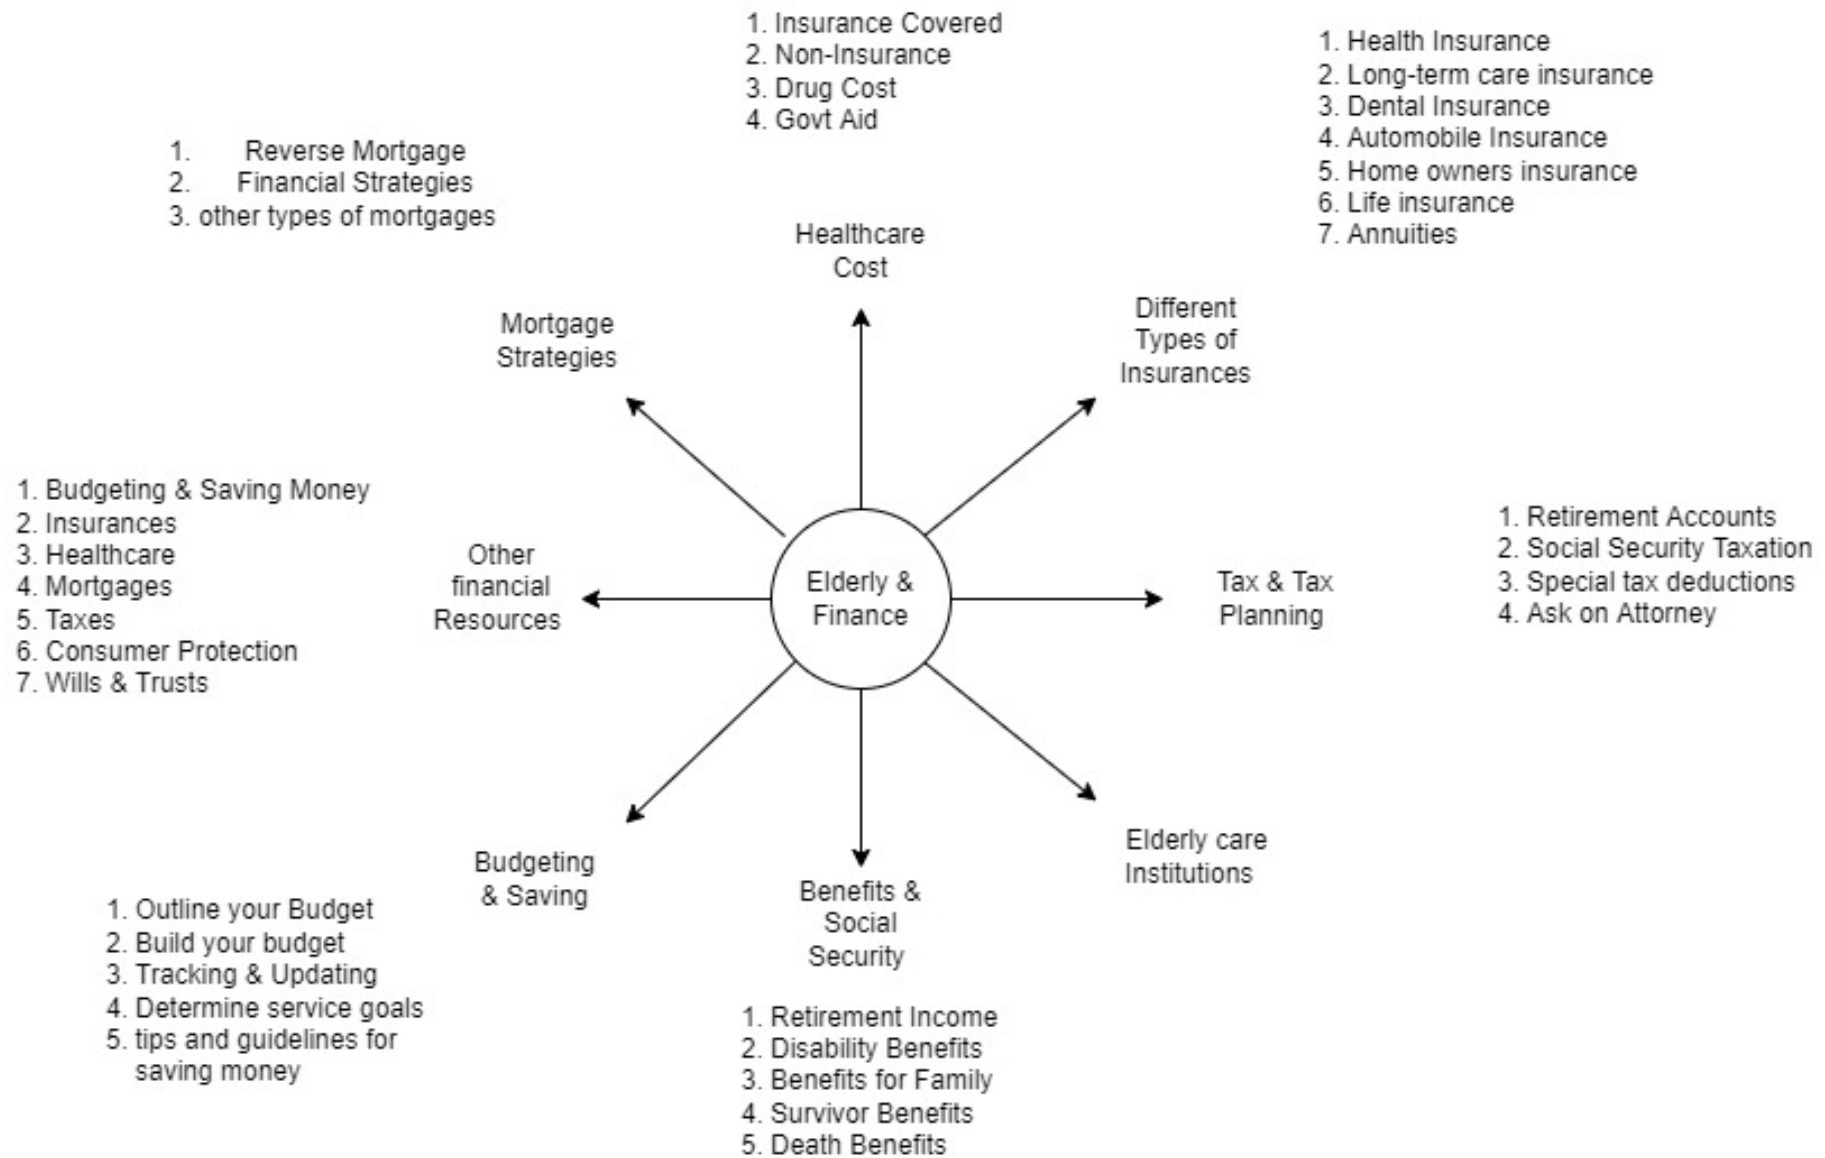 1. Insurance Covered
2. Non-Insurance
3. Drug Cost
4. Govt Aid
Healthcare
Cost
1. Health Insurance
2. Long-term care insurance
3. Dental Insurance
4. Automobile Insurance
5. Home owners insurance
6. Life insurance
7. Annuities
Different
Types of
Insurances
1. Reverse Mortgage
2. Financial Strategies
3. other types of mortgages
Mortgage
Strategies
1. Budgeting & Saving Money
2. Insurances
3. Healthcare
4. Mortgages
5. Taxes
6. Consumer Protection
7. Wills & Trusts
Other
financial
Resources
Elderly &
Finance
Tax & Tax
Planning
1. Retirement Accounts
2. Social Security Taxation
3. Special tax deductions
4. Ask on Attorney
Budgeting
& Saving
1. Outline your Budget
2. Build your budget
3. Tracking & Updating
4. Determine service goals
5. tips and guidelines for
saving money
Benefits &
Social
Security
1. Retirement Income
2. Disability Benefits
3. Benefits for Family
4. Survivor Benefits
5. Death Benefits
Elderly care
Institutions